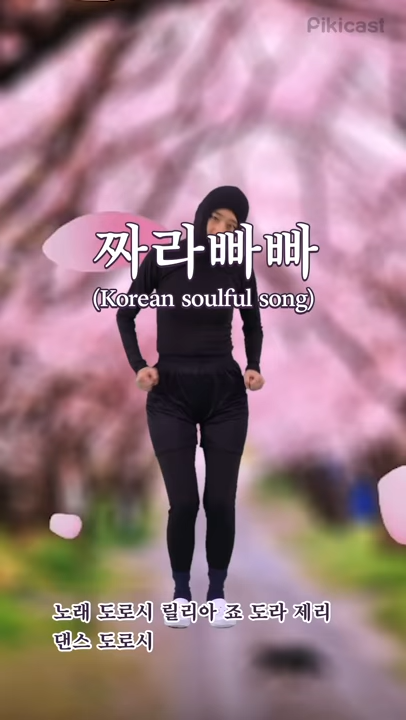 Pikicast
짜라빠빠
(Korean soulful song)
노래 도로시 릴리아 죠 도라 제리
댄스 도로시